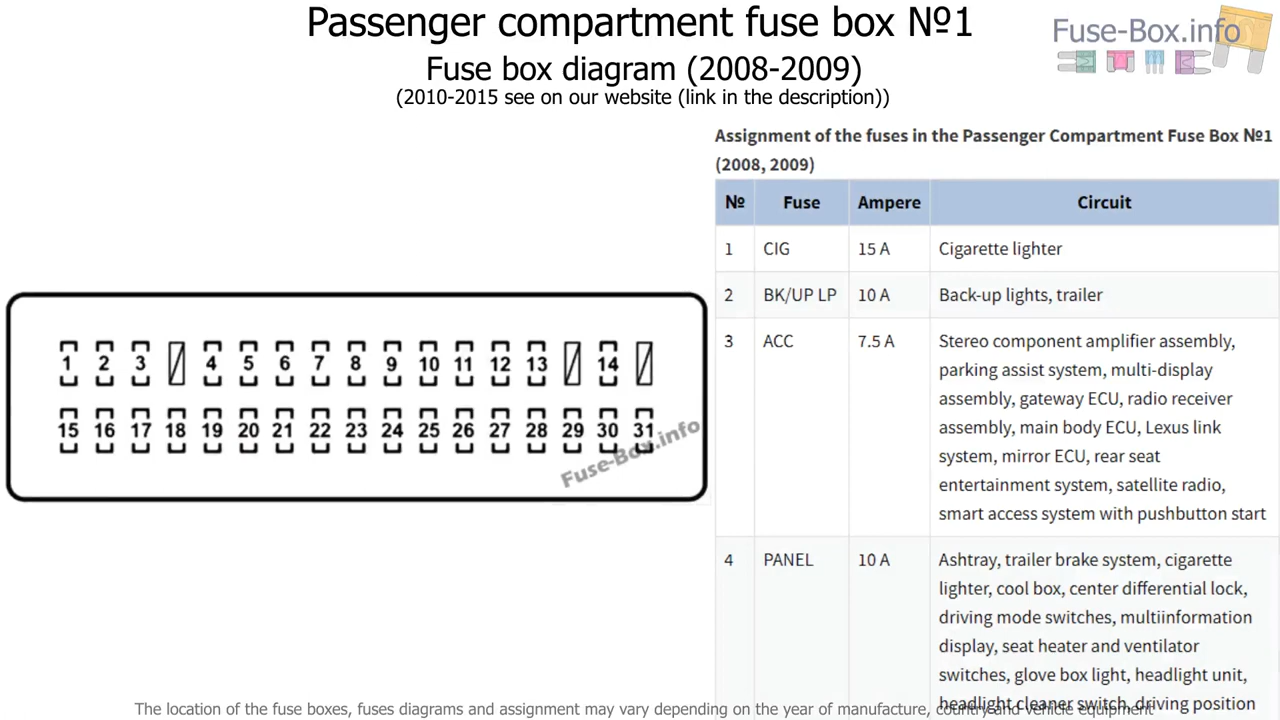 Passenger compartment fuse box №1
Fuse box diagram (2008-2009)
(2010-2015 see on our website (link in the description))
Fuse-Box.info
Assignment of the fuses in the Passenger Compartment Fuse Box №1
(2008, 2009)
№ Fuse Ampere Circuit
1 CIG 15 A Cigarette lighter
2 BK/UP LP 10 A Back-up lights, trailer
3 ACC 7.5 A Stereo component amplifier assembly,
parking assist system, multi-display
assembly, gateway ECU, radio receiver
assembly, main body ECU, Lexus link
system, mirror ECU, rear seat
entertainment system, satellite radio,
smart access system with pushbutton start
4 PANEL 10 A Ashtray, trailer brake system, cigarette
lighter, cool box, center differential lock,
driving mode switches, multiinformation
display, seat heater and ventilator
switches, glove box light, headlight unit,
headlight cleaner switch, driving position
1 2 3 4 5 6 7 8 9 10 11 12 13 14
15 16 17 18 19 20 21 22 23 24 25 26 27 28 29 30 31
Fuse-Box.info
The location of the fuse boxes, fuses diagrams and assignment may vary depending on the year of manufacture, country and vehicle equipment